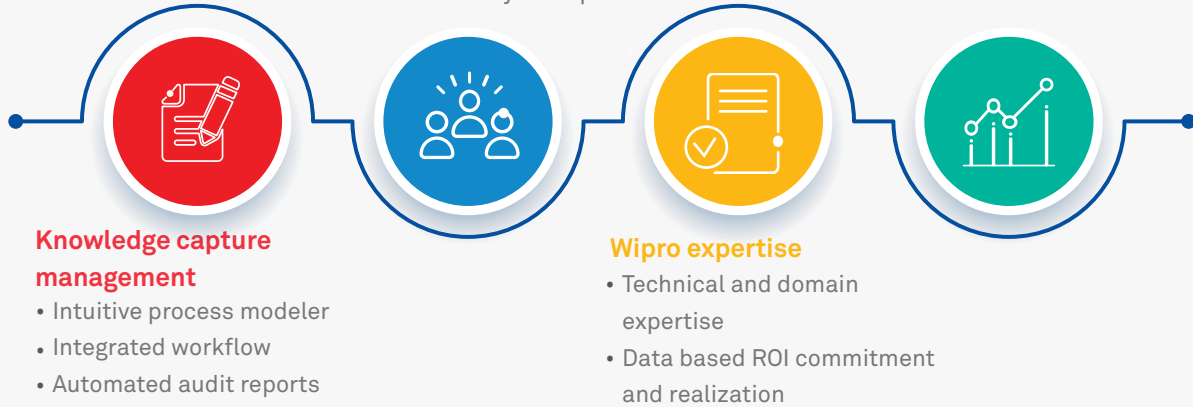 Knowledge capture
management
• Intuitive process modeler
• Integrated workflow
• Automated audit reports
Wipro expertise
• Technical and domain
expertise
• Data based ROI commitment
and realization